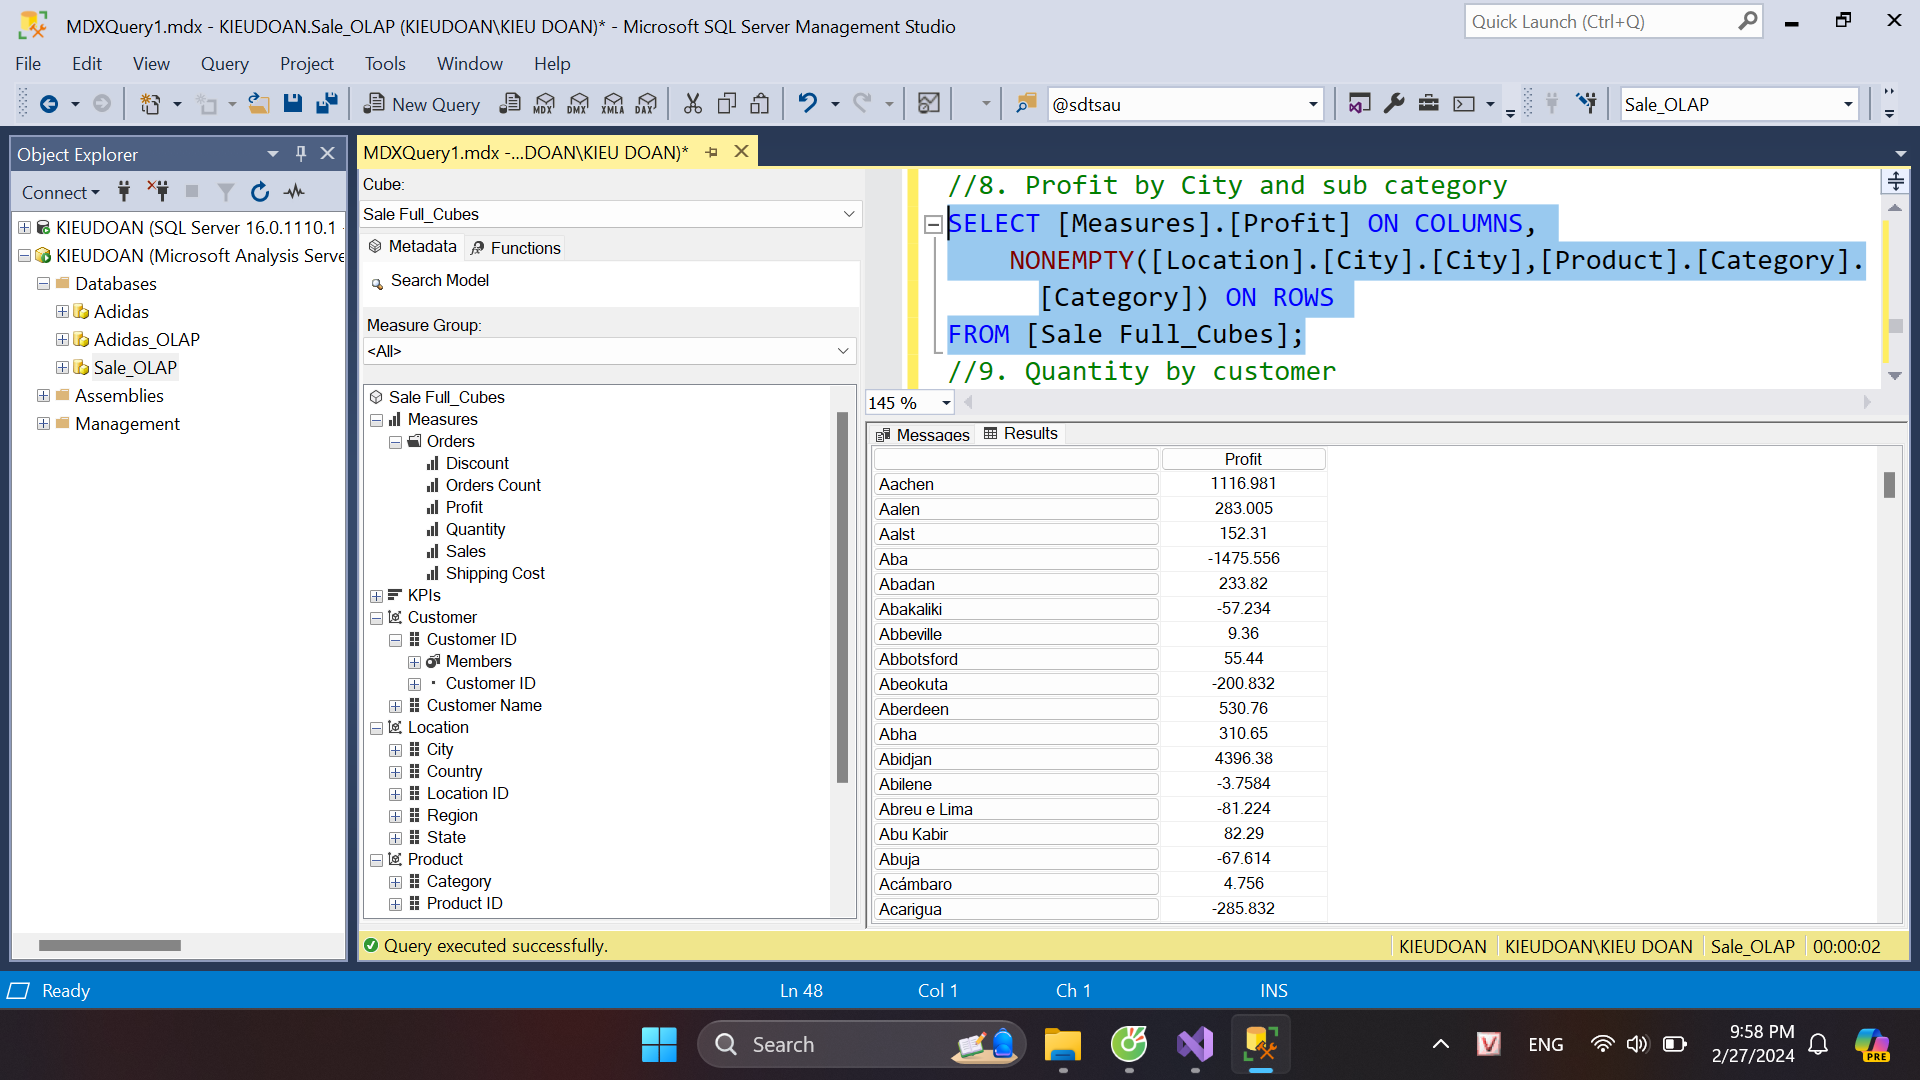 MDXQuery1.mdx - KIEUDOAN.Sale_OLAP (KIEUDOAN\KIEU DOAN)* - Microsoft SQL Server Management Studio
Quick Launch (Ctrl+Q)
File Edit View Query Project Tools Window Help
New Query MDX DMX XMLA DAX @sdtsau Sale_OLAP
Object Explorer
Connect
KIEUDOAN (SQL Server 16.0.1110.1 -
KIEUDOAN (Microsoft Analysis Serve
Databases
Adidas
Adidas_OLAP
Sale_OLAP
Assemblies
Management
MDXQuery1.mdx -...DOAN\KIEU DOAN)*
Cube:
Sale Full_Cubes
Metadata Functions
Search Model
Measure Group:
<All>
Sale Full_Cubes
Measures
Orders
Discount
Orders Count
Profit
Quantity
Sales
Shipping Cost
KPIs
Customer
Customer ID
Members
Customer ID
Customer Name
Location
City
Country
Location ID
Region
State
Product
Category
Product ID
//8. Profit by City and sub category
SELECT [Measures].[Profit] ON COLUMNS,
NONEMPTY([Location].[City].[City],[Product].[Category].
[Category]) ON ROWS
FROM [Sale Full_Cubes];
//9. Quantity by customer
145 %
Messages Results
Profit
Aachen 1116.981
Aalen 283.005
Aalst 152.31
Aba -1475.556
Abadan 233.82
Abakaliki -57.234
Abbeville 9.36
Abbotsford 55.44
Abeokuta -200.832
Aberdeen 530.76
Abha 310.65
Abidjan 4396.38
Abilene -3.7584
Abreu e Lima -81.224
Abu Kabir 82.29
Abuja -67.614
Acámbaro 4.756
Acarigua -285.832
Query executed successfully. KIEUDOAN KIEUDOAN\KIEU DOAN Sale_OLAP 00:00:02
Ready Ln 48 Col 1 Ch 1 INS
Search
V
ENG
9:58 PM
2/27/2024
PRE